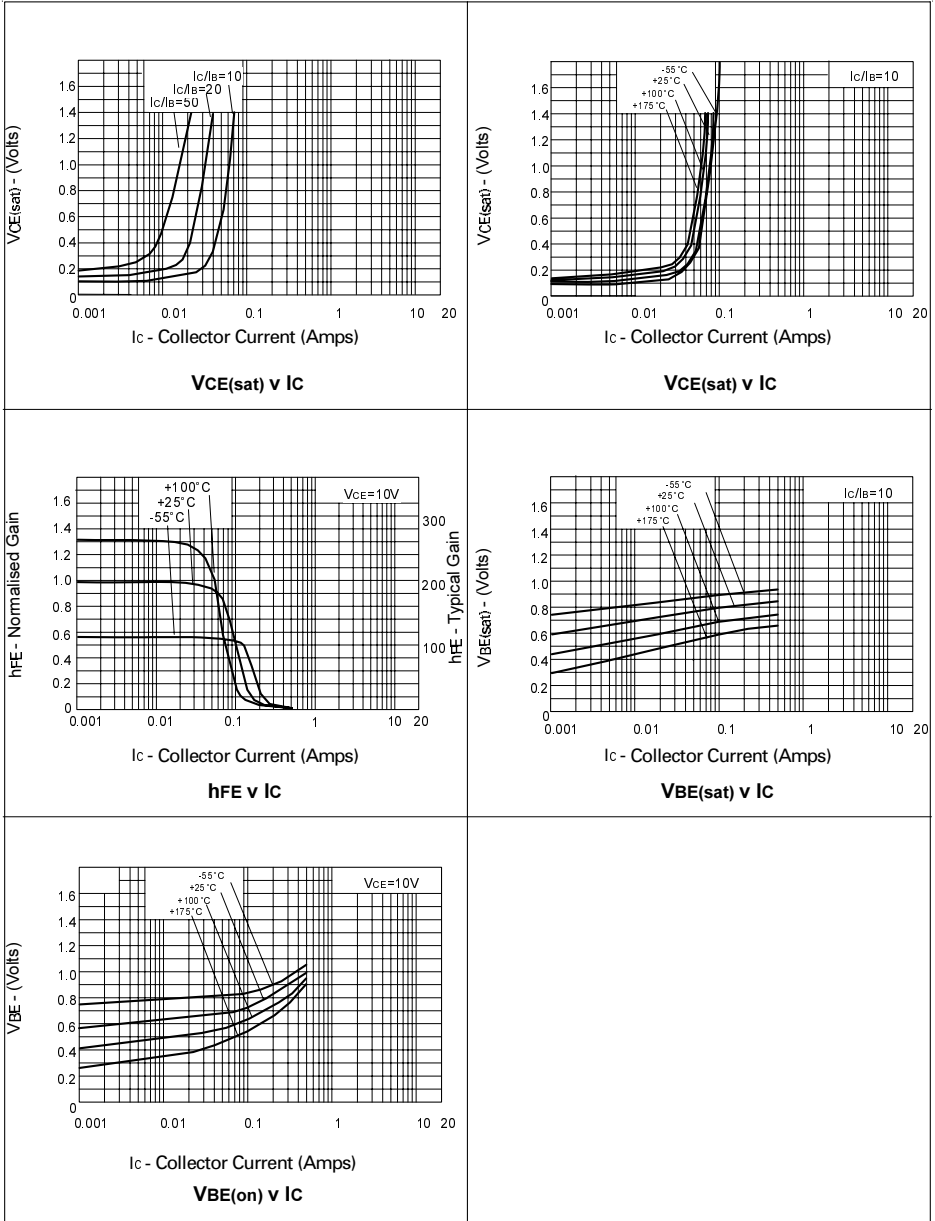 VCE(sat) - (Volts)
1.6
1.4
1.2
1.0
0.8
0.6
0.4
0.2
0
IC/IB=10
IC/IB=20
IC/IB=50
0.001 0.01 0.1 1 10 20
IC - Collector Current (Amps)
VCE(sat) v IC
VCE(sat) - (Volts)
1.6
1.4
1.2
1.0
0.8
0.6
0.4
0.2
0
-55°C
+25°C
+100°C
+175°C
IC/IB=10
0.001 0.01 0.1 1 10 20
IC - Collector Current (Amps)
VCE(sat) v IC
hFE - Normalised Gain
1.6
1.4
1.2
1.0
0.8
0.6
0.4
0.2
0
+100°C
+25°C
-55°C
VCE=10V
300
200
100
hFE - Typical Gain
0.001 0.01 0.1 1 10 20
IC - Collector Current (Amps)
hFE v IC
VBE(sat) - (Volts)
1.6
1.4
1.2
1.0
0.8
0.6
0.4
0.2
0
-55°C
+25°C
+100°C
+175°C
IC/IB=10
0.001 0.01 0.1 1 10 20
IC - Collector Current (Amps)
VBE(sat) v IC
VBE - (Volts)
1.6
1.4
1.2
1.0
0.8
0.6
0.4
0.2
0
-55°C
+25°C
+100°C
+175°C
VCE=10V
0.001 0.01 0.1 1 10 20
IC - Collector Current (Amps)
VBE(on) v IC